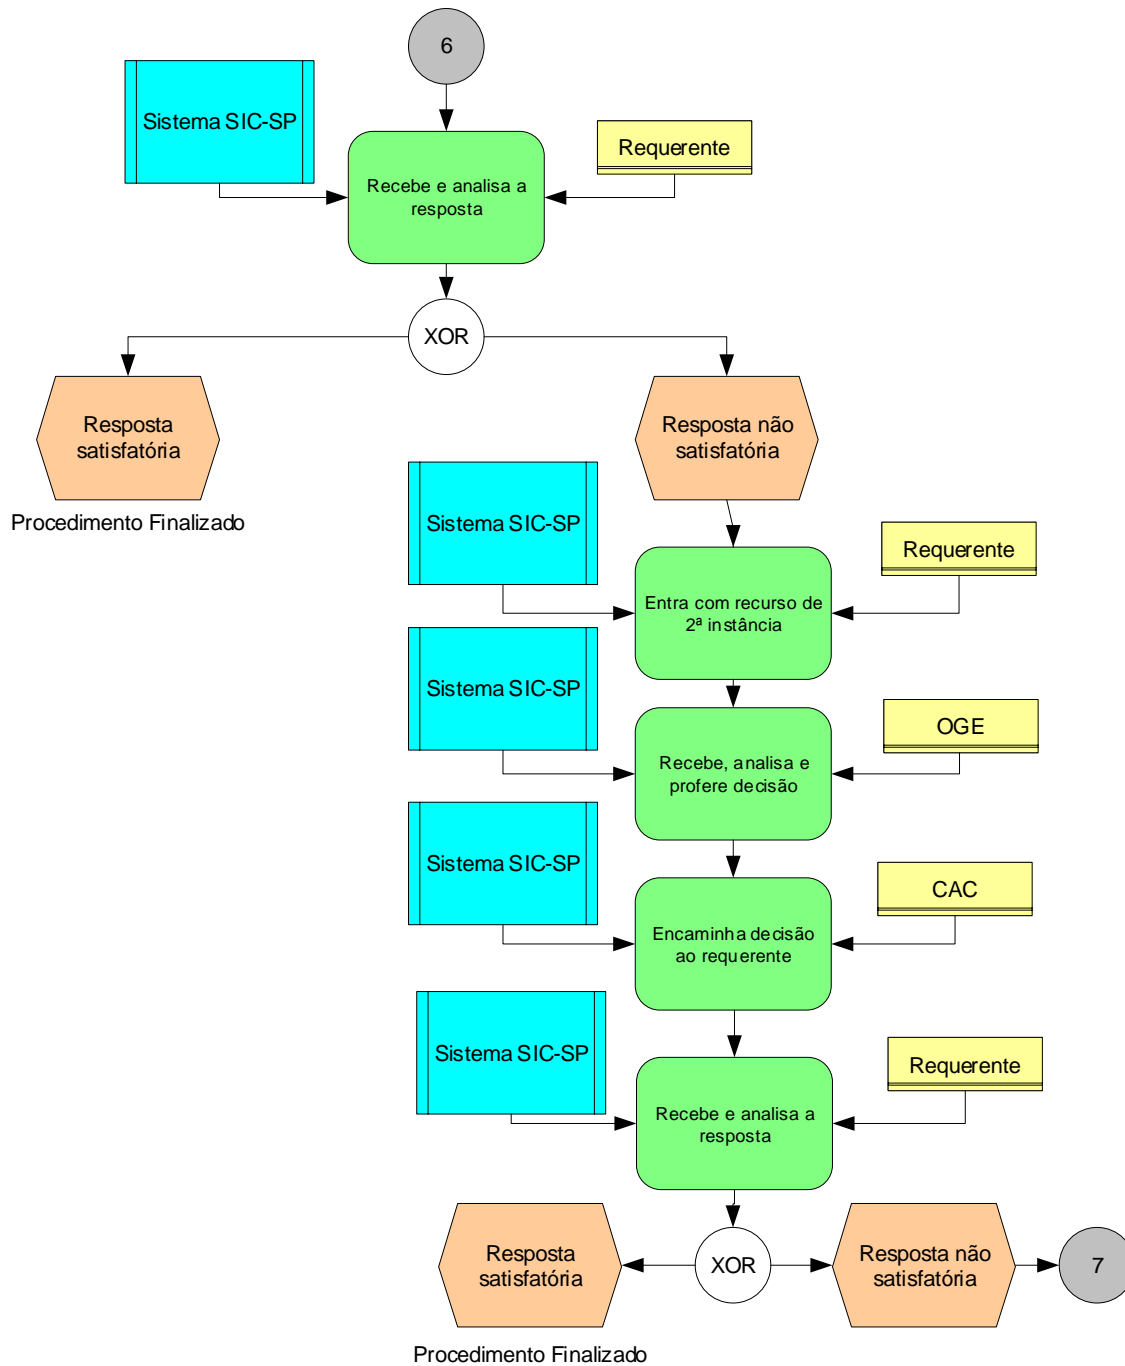 6
Sistema SIC-SP
Requerente
Recebe e analisa a
resposta
XOR
Resposta
satisfatória
Resposta não
satisfatória
Procedimento Finalizado
Sistema SIC-SP
Requerente
Entra com recurso de
2ª instância
Sistema SIC-SP
OGE
Recebe, analisa e
profere decisão
Sistema SIC-SP
CAC
Encaminha decisão
ao requerente
Sistema SIC-SP
Requerente
Recebe e analisa a
resposta
Resposta
satisfatória
XOR
Resposta não
satisfatória
7
Procedimento Finalizado